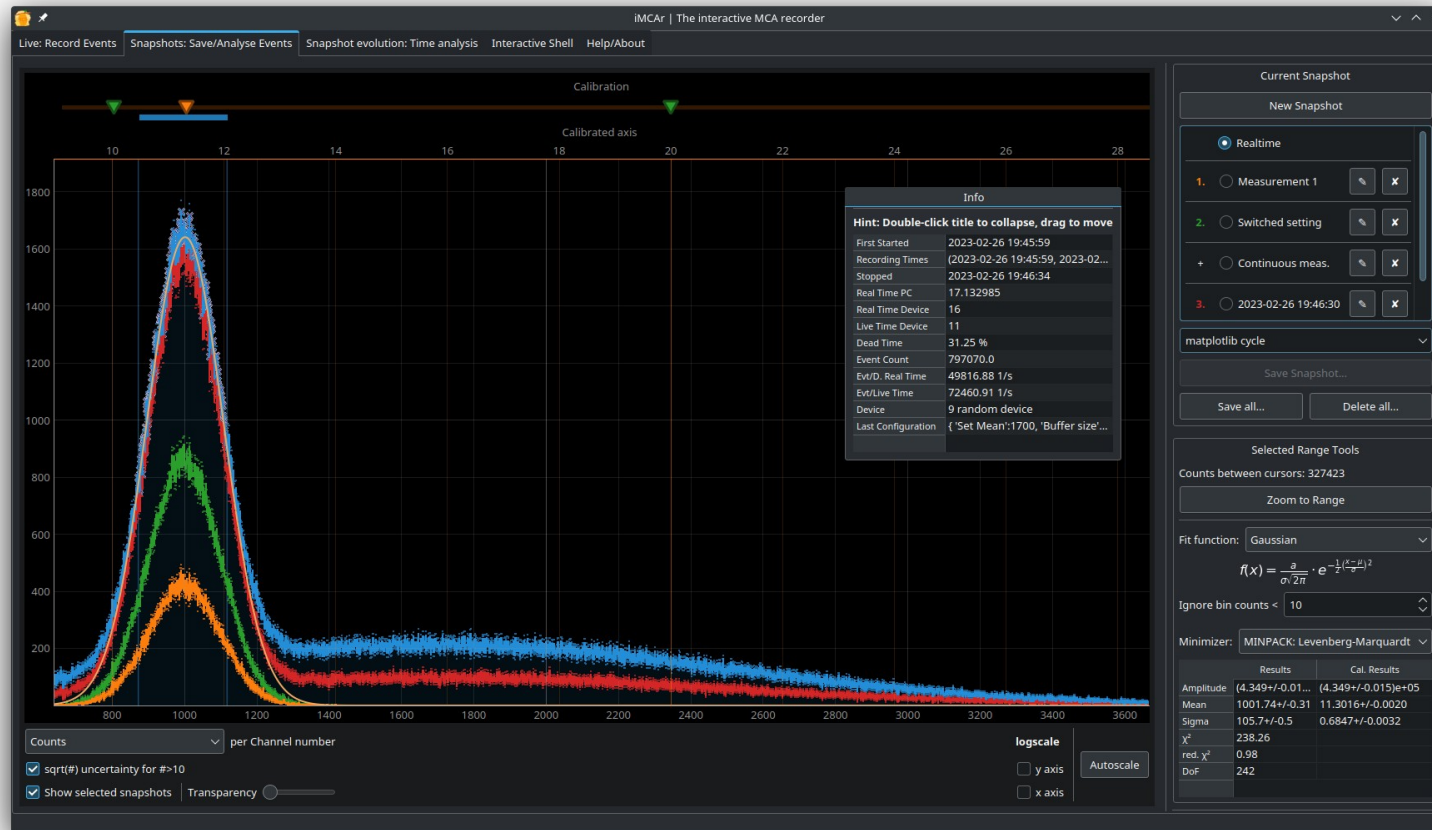 iMCAr | The interactive MCA recorder
Live: Record Events Snapshots: Save/Analyse Events Snapshot evolution: Time analysis Interactive Shell Help/About
Calibration
Calibrated axis
10 12 14 16 18 20 22 24 26 28
1800
1600
1400
1200
1000
800
600
400
200
800 1000 1200 1400 1600 1800 2000 2200 2400 2600 2800 3000 3200 3400 3600
Info
Hint: Double-click title to collapse, drag to move
First Started 2023-02-26 19:45:59
Recording Times (2023-02-26 19:45:59, 2023-02...
Stopped 2023-02-26 19:46:34
Real Time PC 17.132985
Real Time Device 16
Live Time Device 11
Dead Time 31.25 %
Event Count 797070.0
Evt/D. Real Time 49816.88 1/s
Evt/Live Time 72460.91 1/s
Device 9 random device
Last Configuration { 'Set Mean':1700, 'Buffer size'...
Counts per Channel number
sqrt(#) uncertainty for #>10
Show selected snapshots Transparency
logscale
y axis
x axis
Autoscale
Current Snapshot
New Snapshot
Realtime
1. Measurement 1
2. Switched setting
+ Continuous meas.
3. 2023-02-26 19:46:30
matplotlib cycle
Save Snapshot...
Save all... Delete all...
Selected Range Tools
Counts between cursors: 327423
Zoom to Range
Fit function: Gaussian
f(x) = a/(σ√2π) · e^(-1/2((x-μ)/σ)2)
Ignore bin counts < 10
Minimizer: MINPACK: Levenberg-Marquardt
Results Cal. Results
Amplitude (4.349+/-0.01... (4.349+/-0.015)e+05
Mean 1001.74+/-0.31 11.3016+/-0.0020
Sigma 105.7+/-0.5 0.6847+/-0.0032
χ² 238.26
red. χ² 0.98
DoF 242